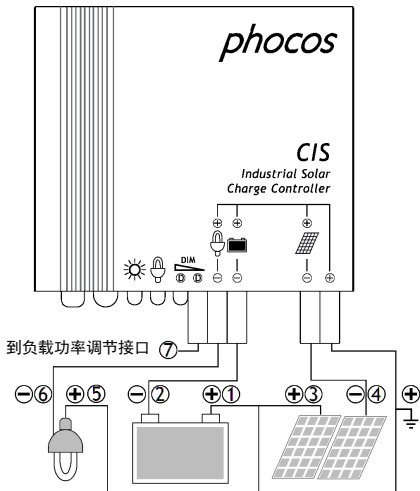 phocos
CIS
Industrial Solar
Charge Controller
⊕ ⊕ ⊕
DIM
⊖ ⊖ ⊖ ⊕
到负载功率调节接口 ⑦
⊖⑥ ⊕⑤ ⊖② ⊕① ⊕③ ⊖④ ⊕